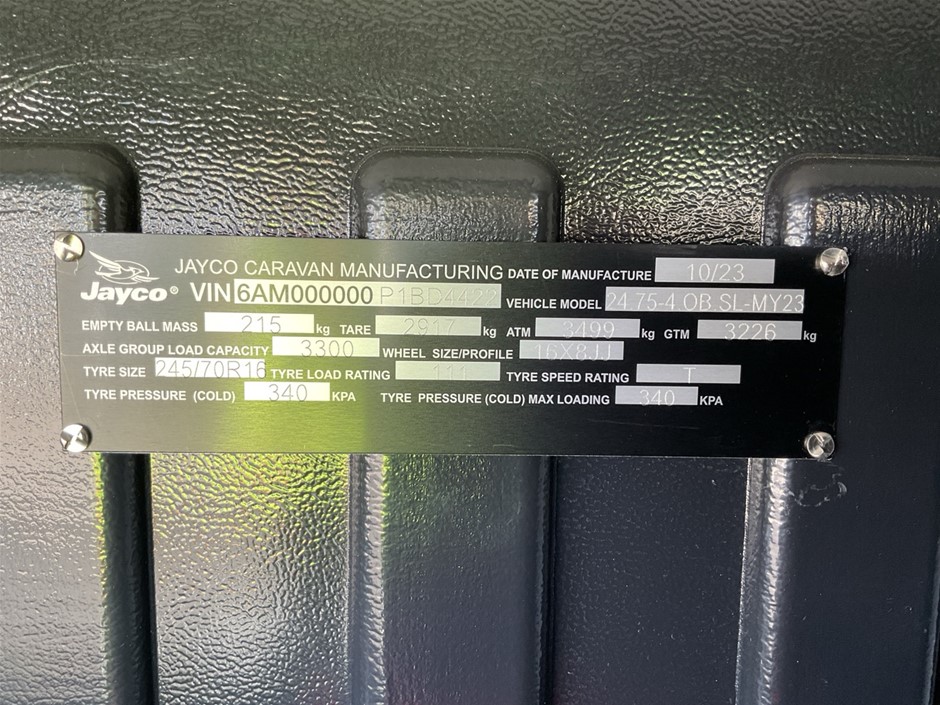 Jayco® JAYCO CARAVAN MANUFACTURING DATE OF MANUFACTURE 10/23
VIN 6AM000000P1BD4422 VEHICLE MODEL 24.75-4.OB.SL-MY23
EMPTY BALL MASS 215 kg TARE 2917 kg ATM 3499 kg GTM 3226 kg
AXLE GROUP LOAD CAPACITY 3300 WHEEL SIZE/PROFILE 16X8JJ
TYRE SIZE 245/70R16 TYRE LOAD RATING 111 TYRE SPEED RATING T
TYRE PRESSURE (COLD) 340 KPA TYRE PRESSURE (COLD) MAX LOADING 340 KPA